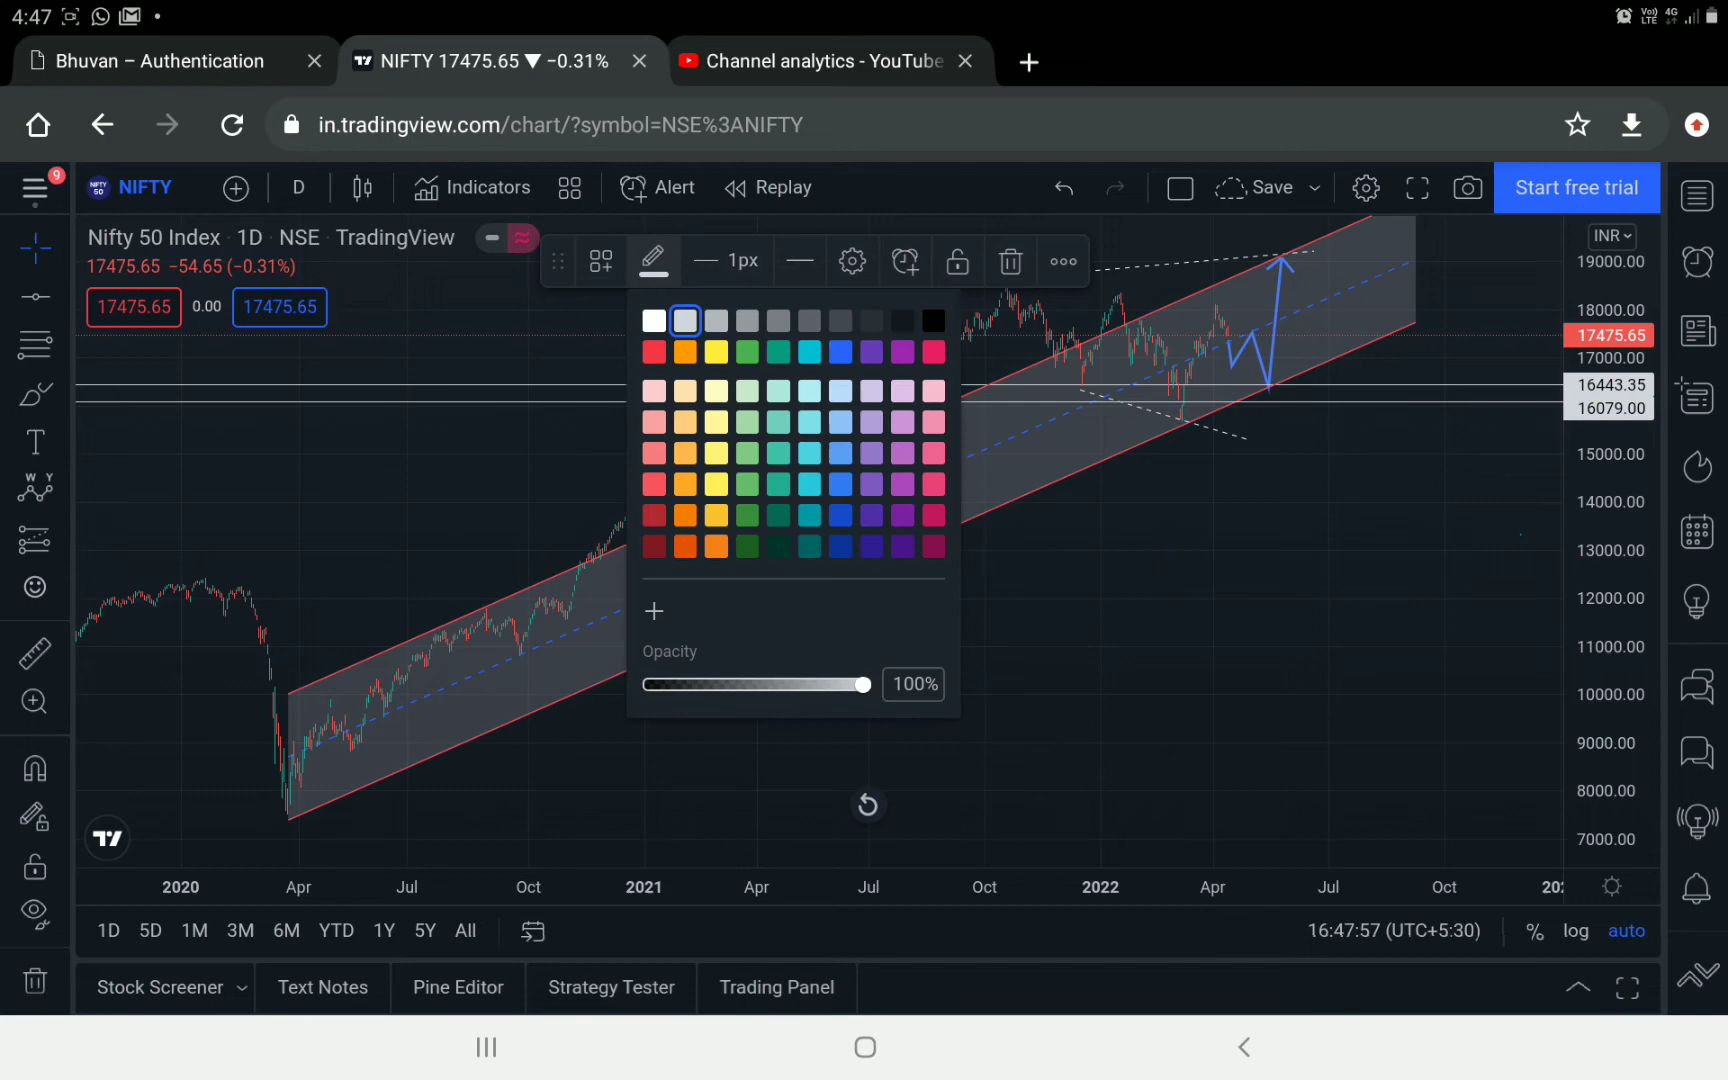 4:47
Vo))
LTE
4G
Bhuvan – Authentication
NIFTY 17475.65 ▼ −0.31%
Channel analytics - YouTube
in.tradingview.com/chart/?symbol=NSE%3ANIFTY
9
NIFTY
50
NIFTY
D
Indicators
Alert
Replay
Save
Start free trial
Nifty 50 Index · 1D · NSE · TradingView
17475.65 −54.65 (−0.31%)
17475.65 0.00 17475.65
1px
INR
19000.00
18000.00
17475.65
17000.00
16443.35
16079.00
15000.00
14000.00
13000.00
12000.00
11000.00
10000.00
9000.00
8000.00
7000.00
Opacity
100%
2020 Apr Jul Oct 2021 Apr Jul Oct 2022 Apr Jul Oct
1D 5D 1M 3M 6M YTD 1Y 5Y All
16:47:57 (UTC+5:30) % log auto
Stock Screener Text Notes Pine Editor Strategy Tester Trading Panel